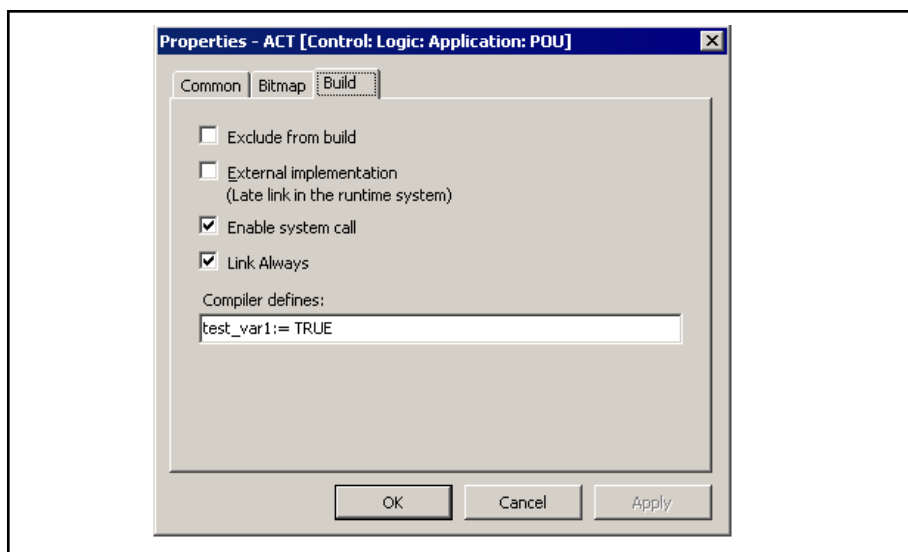 Properties - ACT [Control: Logic: Application: POU]
Common Bitmap Build
Exclude from build
External implementation
(Late link in the runtime system)
Enable system call
Link Always
Compiler defines:
test_var1:= TRUE
OK Cancel Apply